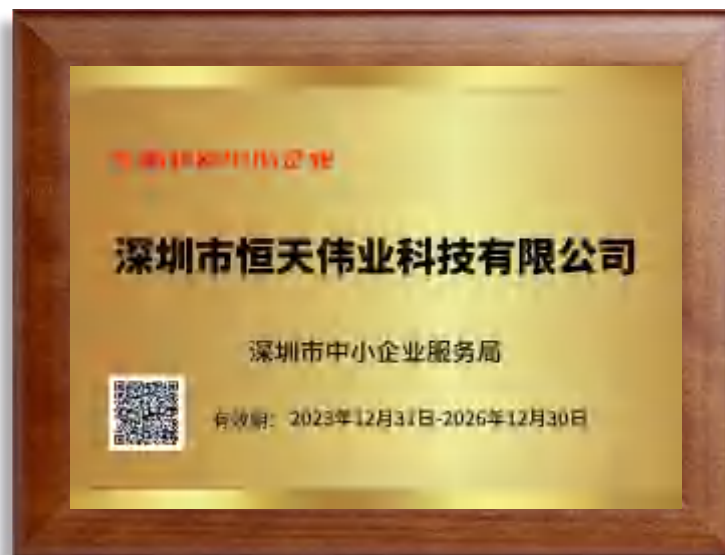 企业
深圳市恒天伟业科技有限公司
深圳市中小企业服务局
有效期：2023年12月31日-2026年12月30日